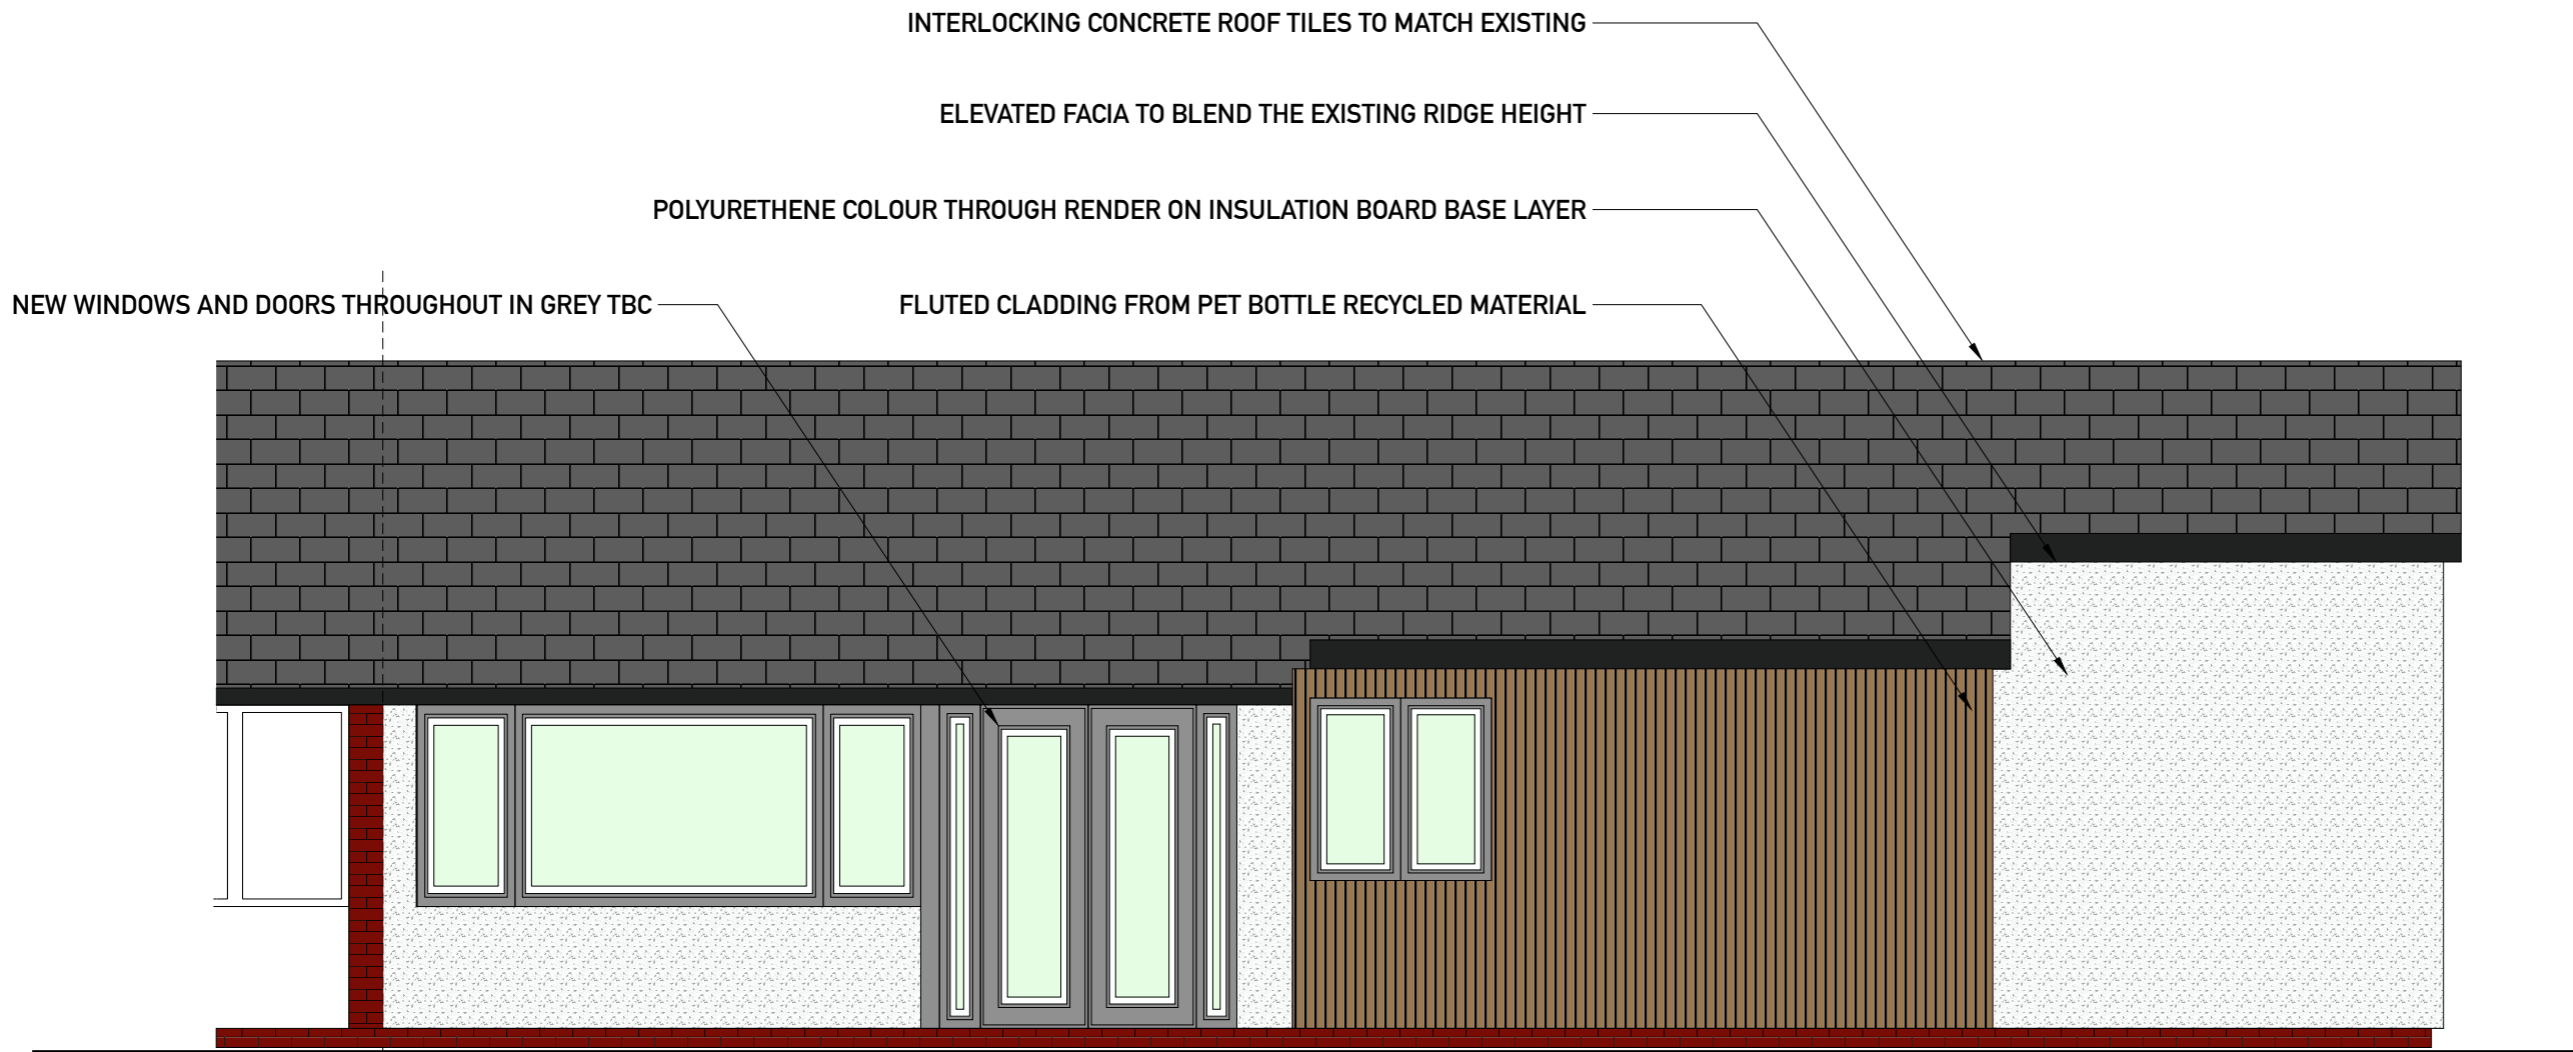 INTERLOCKING CONCRETE ROOF TILES TO MATCH EXISTING
ELEVATED FACIA TO BLEND THE EXISTING RIDGE HEIGHT
POLYURETHENE COLOUR THROUGH RENDER ON INSULATION BOARD BASE LAYER
NEW WINDOWS AND DOORS THROUGHOUT IN GREY TBC
FLUTED CLADDING FROM PET BOTTLE RECYCLED MATERIAL